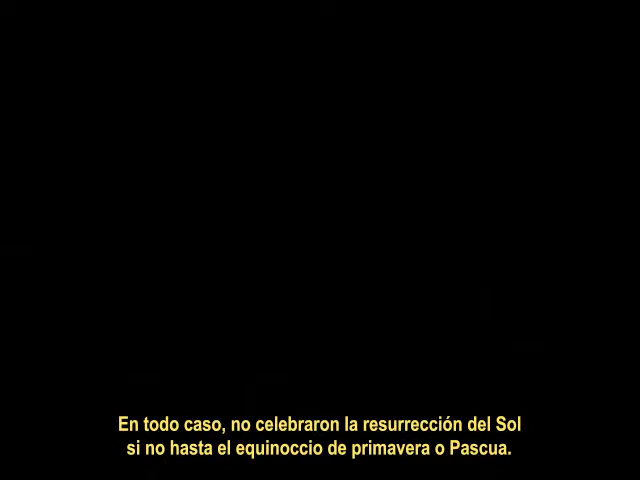 En todo caso, no celebraron la resurrección del Sol
si no hasta el equinoccio de primavera o Pascua.